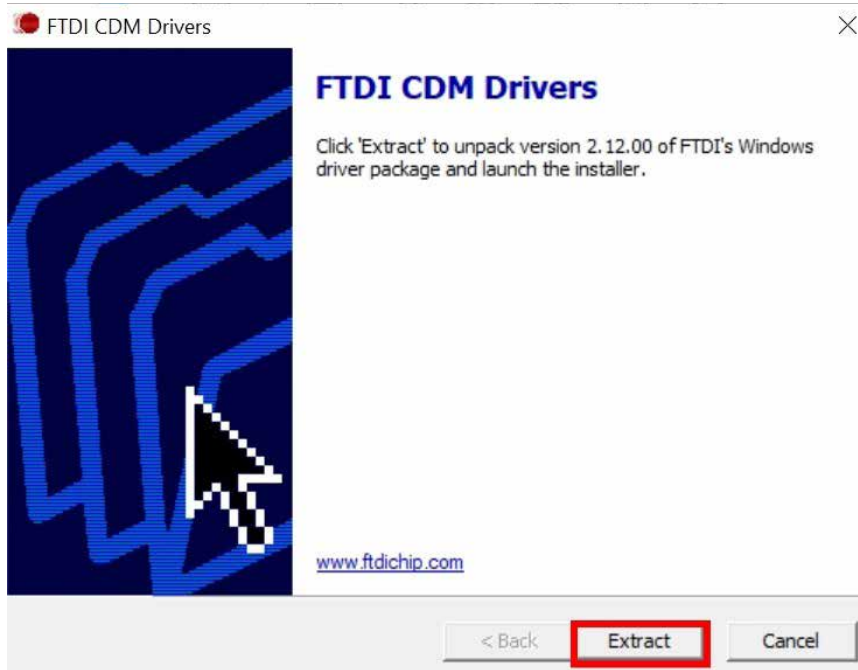 FTDI CDM Drivers
FTDI CDM Drivers
Click 'Extract' to unpack version 2.12.00 of FTDI's Windows
driver package and launch the installer.
www.ftdichip.com
< Back Extract Cancel